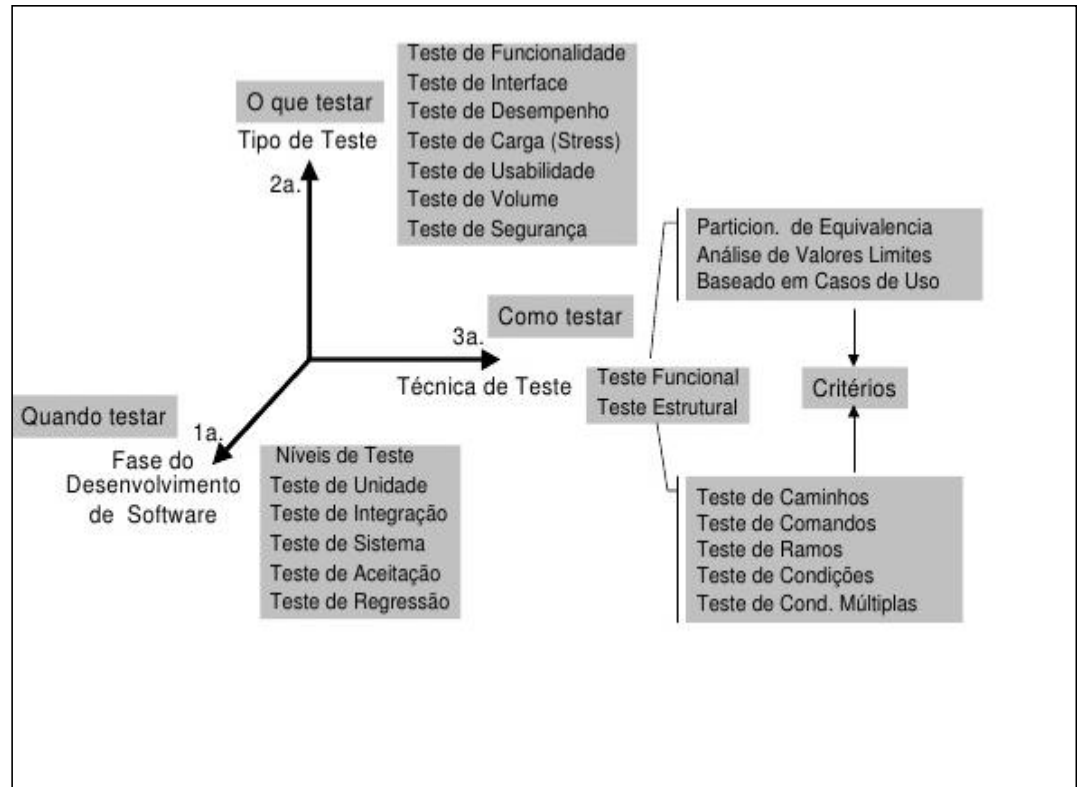 O que testar
Tipo de Teste
2a.
Teste de Funcionalidade
Teste de Interface
Teste de Desempenho
Teste de Carga (Stress)
Teste de Usabilidade
Teste de Volume
Teste de Segurança
Como testar
3a.
Técnica de Teste
Teste Funcional
Teste Estrutural
Particion. de Equivalencia
Análise de Valores Limites
Baseado em Casos de Uso
Critérios
Teste de Caminhos
Teste de Comandos
Teste de Ramos
Teste de Condições
Teste de Cond. Múltiplas
Quando testar
1a.
Fase do
Desenvolvimento
de Software
Níveis de Teste
Teste de Unidade
Teste de Integração
Teste de Sistema
Teste de Aceitação
Teste de Regressão